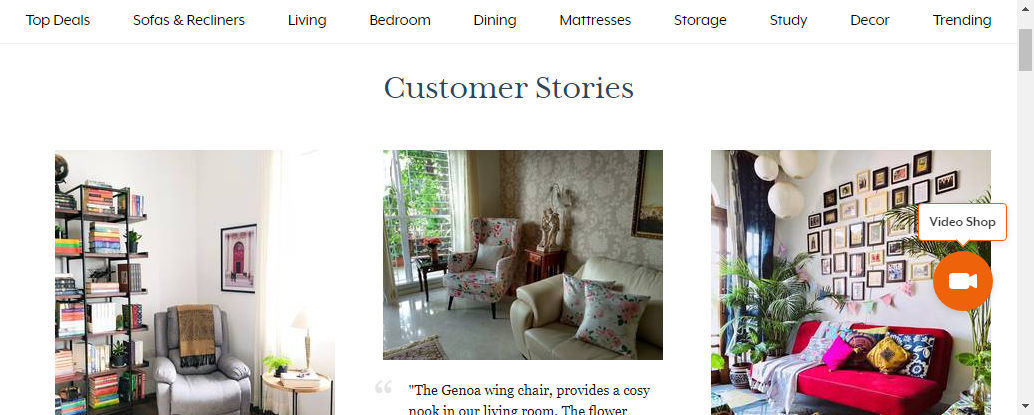 Top Deals Sofas & Recliners Living Bedroom Dining Mattresses Storage Study Decor Trending
Customer Stories
Video Shop
"The Genoa wing chair, provides a cosy
nook in our living room. The flower